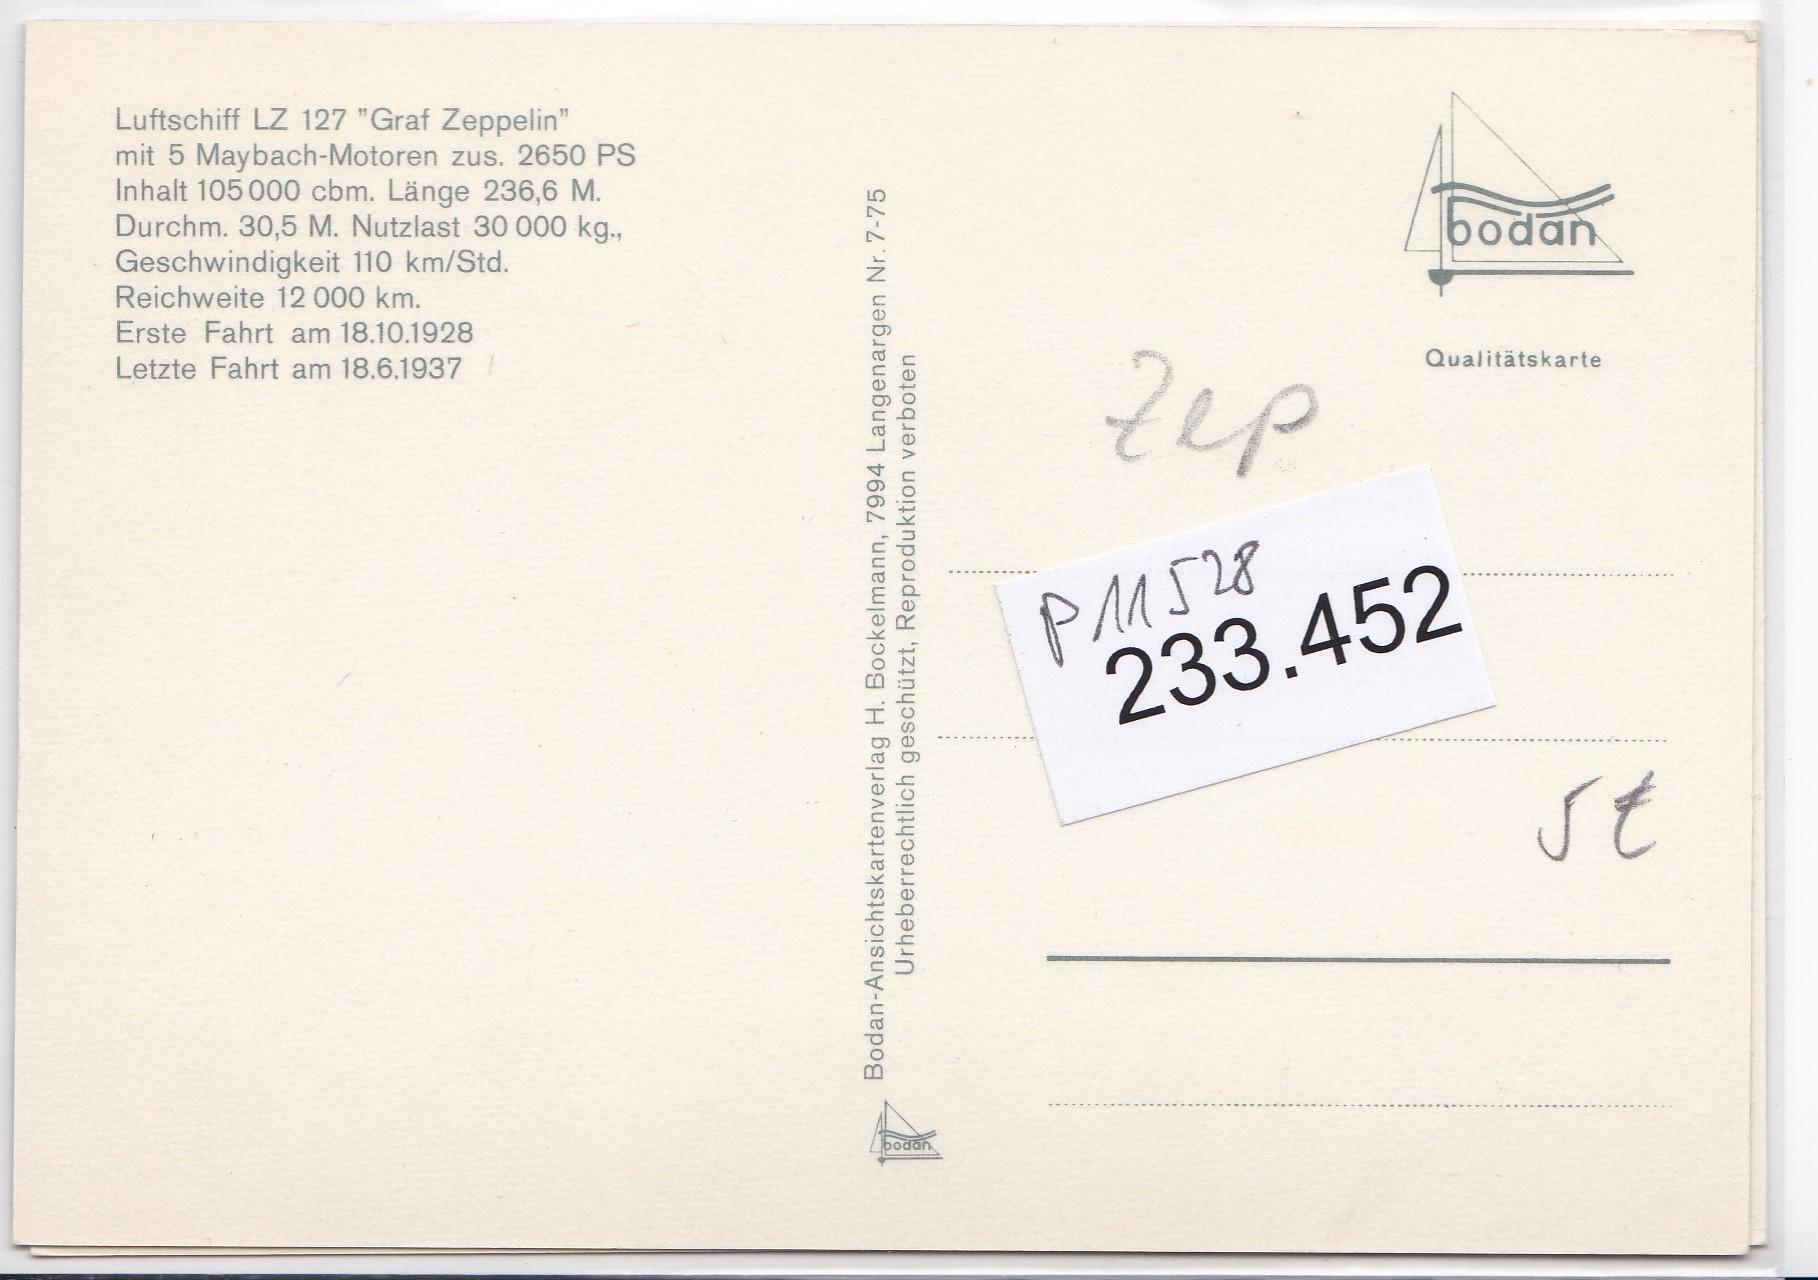 Luftschiff LZ 127 "Graf Zeppelin"
mit 5 Maybach-Motoren zus. 2650 PS
Inhalt 105000 cbm. Länge 236,6 M.
Durchm. 30,5 M. Nutzlast 30 000 kg.,
Geschwindigkeit 110 km/Std.
Reichweite 12 000 km.
Erste Fahrt am 18.10.1928
Letzte Fahrt am 18.6.1937
Bodan-Ansichtskartenverlag H. Bockelmann, 7994 Langenargen Nr. 7-75
Urheberrechtlich geschützt, Reproduktion verboten
bodan
bodan
Qualitätskarte
Zep
P 11528
233.452
5 t